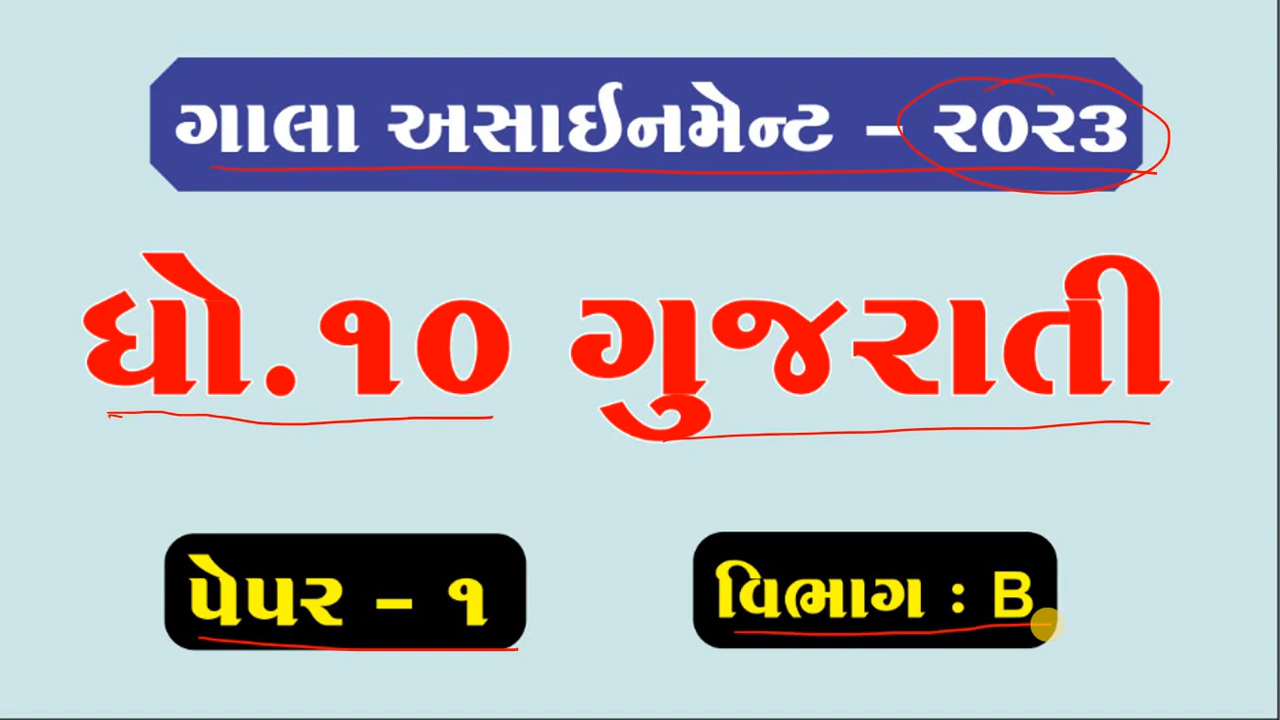 ગાલા અસાઈનમેન્ટ – ૨૦૨૩
ધો.૧૦ ગુજરાતી
પેપર – ૧
વિભાગ : B